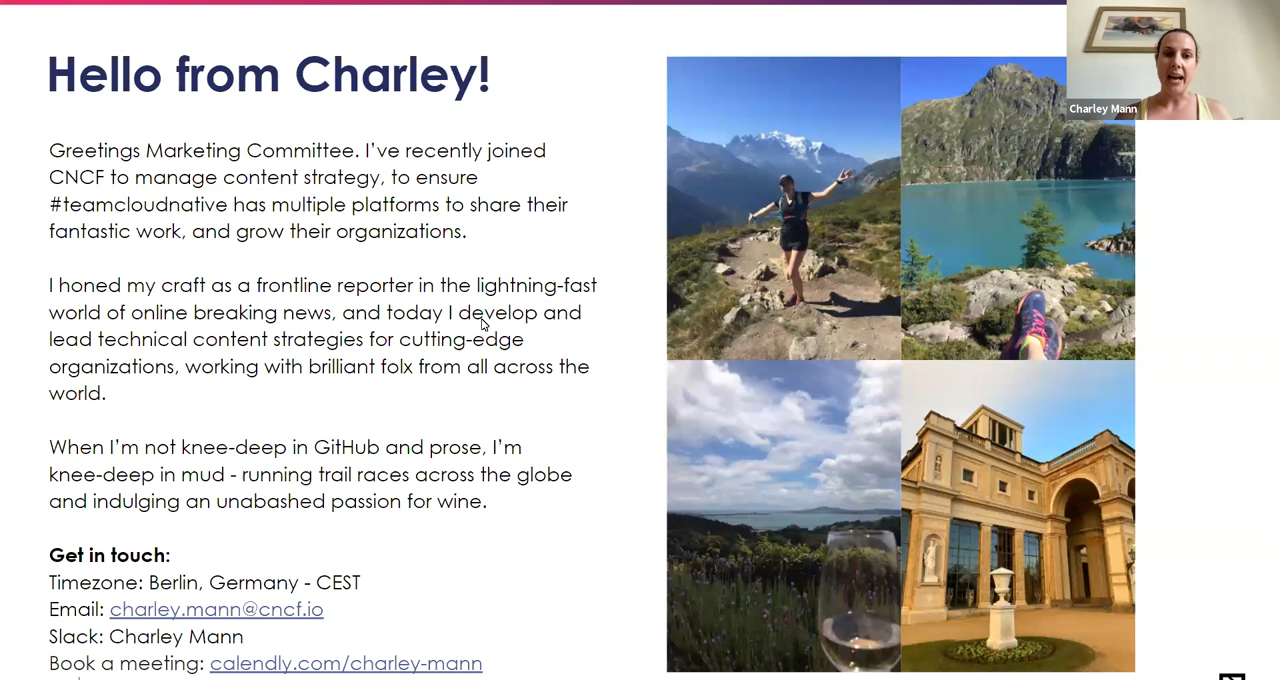 Hello from Charley!
Charley Mann
Greetings Marketing Committee. I’ve recently joined
CNCF to manage content strategy, to ensure
#teamcloudnative has multiple platforms to share their
fantastic work, and grow their organizations.
I honed my craft as a frontline reporter in the lightning-fast
world of online breaking news, and today I develop and
lead technical content strategies for cutting-edge
organizations, working with brilliant folx from all across the
world.
When I’m not knee-deep in GitHub and prose, I’m
knee-deep in mud - running trail races across the globe
and indulging an unabashed passion for wine.
Get in touch:
Timezone: Berlin, Germany - CEST
Email: charley.mann@cncf.io
Slack: Charley Mann
Book a meeting: calendly.com/charley-mann